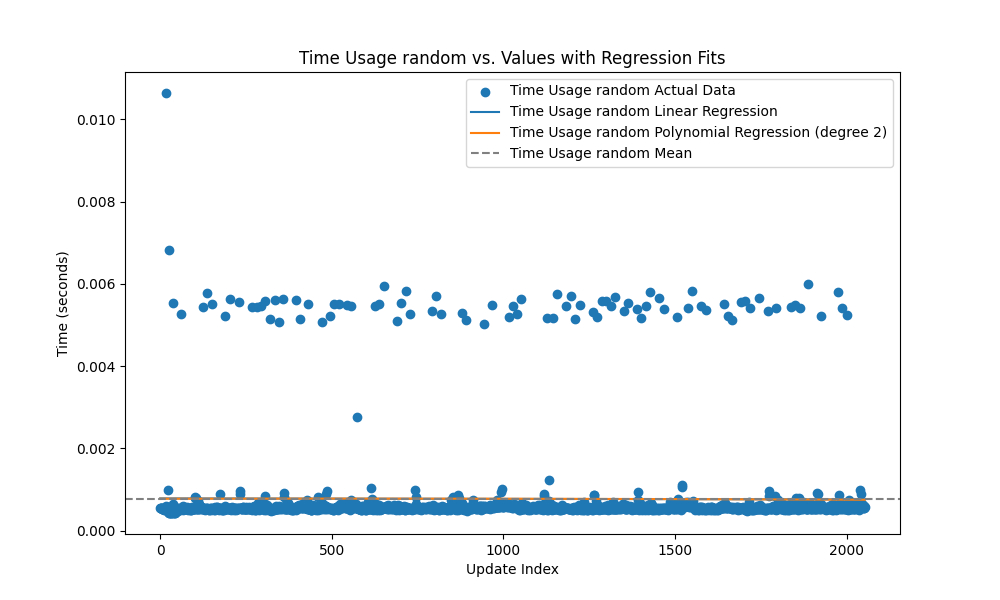 Time Usage random vs. Values with Regression Fits
Time Usage random Actual Data
Time Usage random Linear Regression
Time Usage random Polynomial Regression (degree 2)
Time Usage random Mean
Time (seconds)
0.010
0.008
0.006
0.004
0.002
0.000
0 500 1000 1500 2000
Update Index